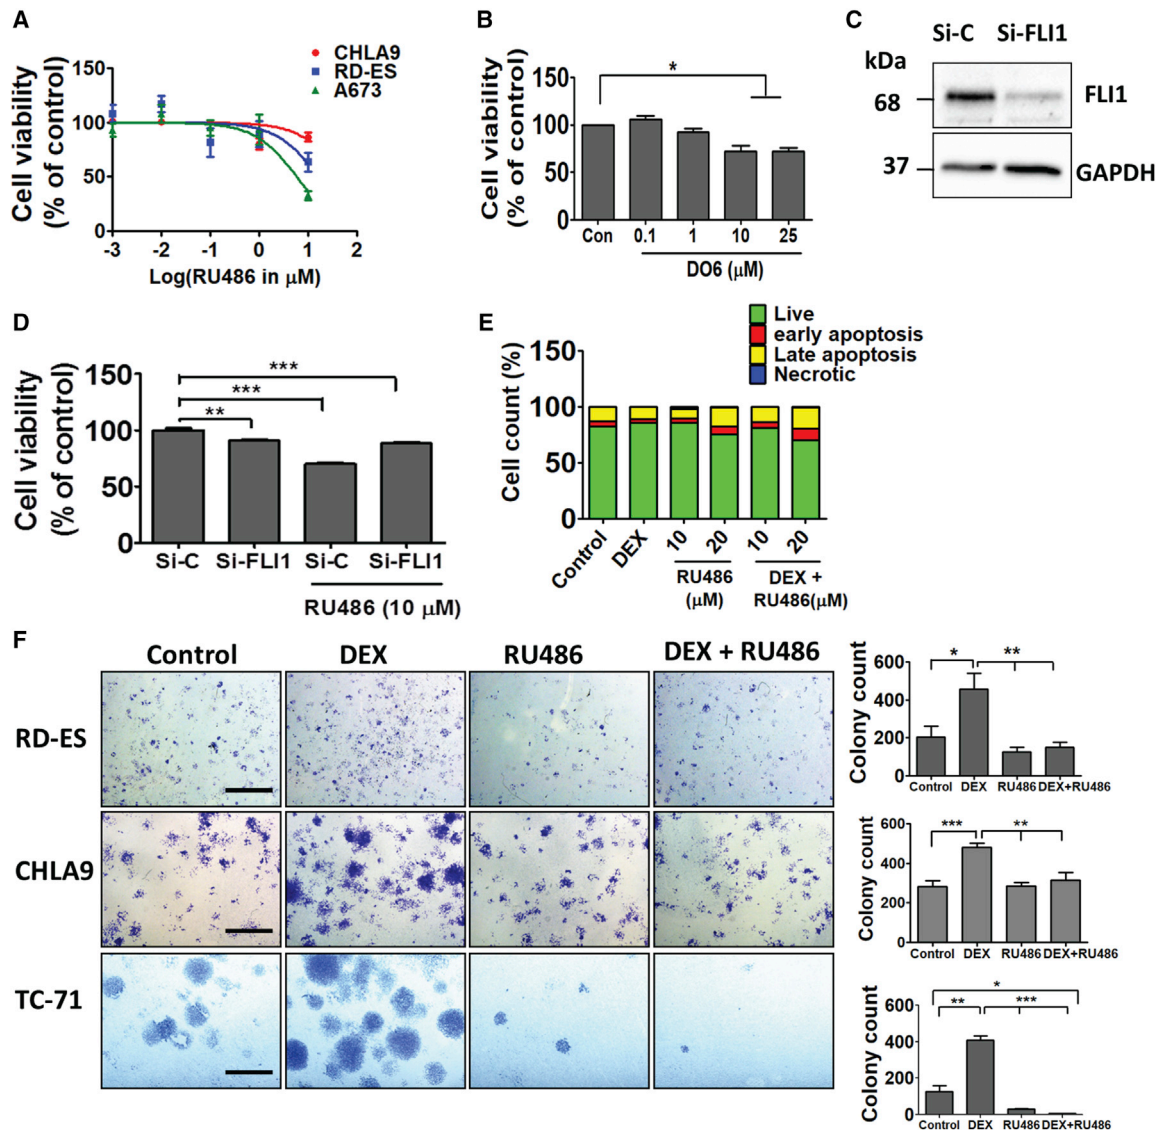 A
CHLA9
RD-ES
A673
Cell viability
(% of control)
150
100
50
0
-3 -2 -1 0 1 2
Log(RU486 in μM)
B
*
Cell viability
(% of control)
150
100
50
0
Con 0.1 1 10 25
DO6 (μM)
C
Si-C Si-FLI1
kDa
68
FLI1
37
GAPDH
D
***
***
**
Cell viability
(% of control)
150
100
50
0
Si-C Si-FLI1 Si-C Si-FLI1
RU486 (10 μM)
E
Live
early apoptosis
Late apoptosis
Necrotic
Cell count (%)
150
100
50
0
Control DEX 10 20 10 20
RU486
(μM)
DEX +
RU486(μM)
F
Control DEX RU486 DEX + RU486
RD-ES
CHLA9
TC-71
* **
Colony count
600
400
200
0
Control DEX RU486 DEX+RU486
*** **
Colony count
600
400
200
0
Control DEX RU486 DEX+RU486
*
** ***
Colony count
600
400
200
0
Control DEX RU486 DEX+RU486